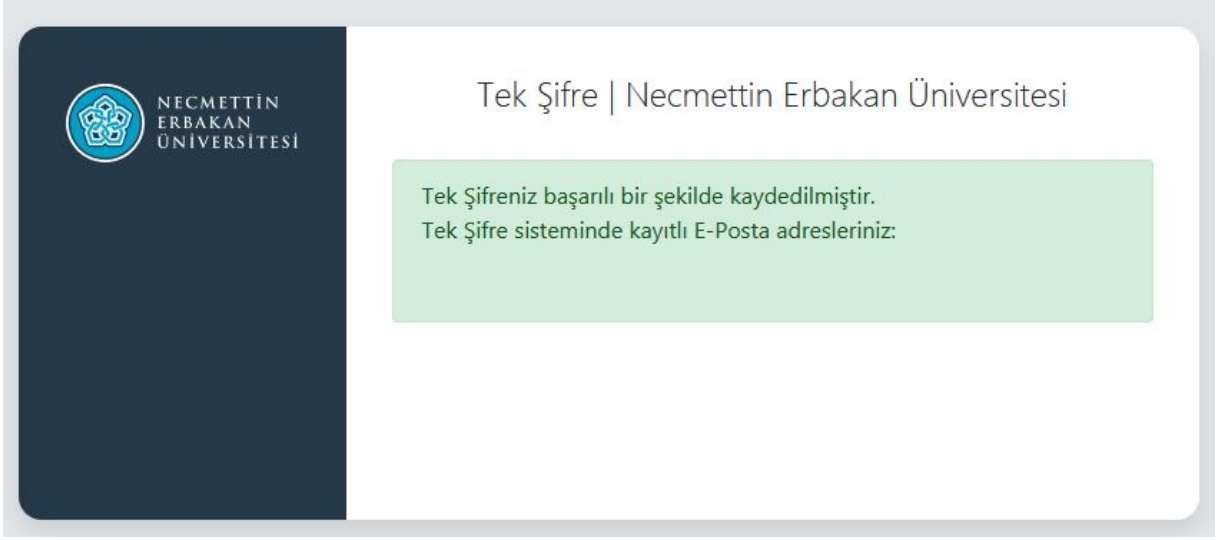 NECMETTİN
ERBAKAN
ÜNİVERSİTESİ
Tek Şifre | Necmettin Erbakan Üniversitesi
Tek Şifreniz başarılı bir şekilde kaydedilmiştir.
Tek Şifre sisteminde kayıtlı E-Posta adresleriniz: